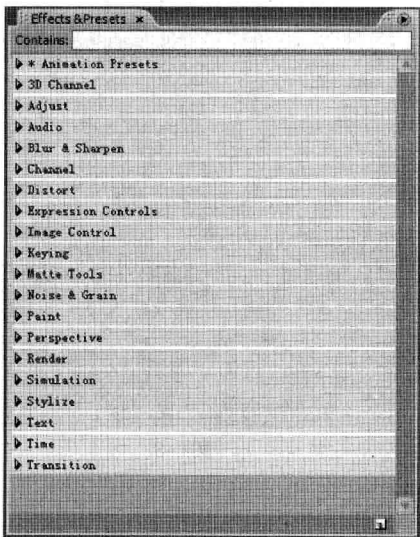 Effects & Presets ×
Contains:
* Animation Presets
3D Channel
Adjust
Audio
Blur & Sharpen
Channel
Distort
Expression Controls
Image Control
Keying
Matte Tools
Noise & Grain
Paint
Perspective
Render
Simulation
Stylize
Text
Time
Transition